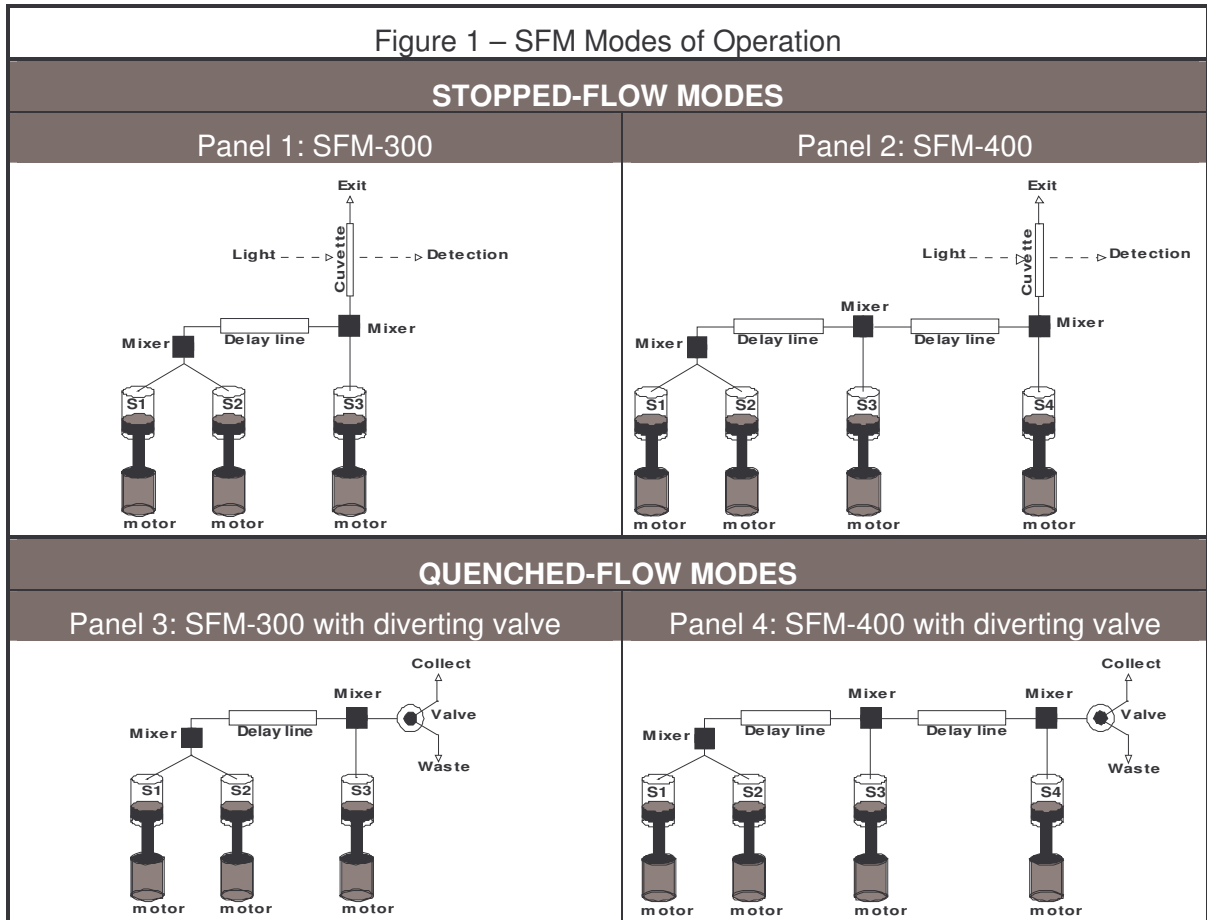 Figure 1 – SFM Modes of Operation
STOPPED-FLOW MODES
Panel 1: SFM-300
Exit
Cuvette
Light
Detection
Mixer
Mixer
Delay line
S1 S2 S3
motor motor motor
Panel 2: SFM-400
Exit
Cuvette
Light
Detection
Mixer
Mixer
Mixer
Delay line Delay line
S1 S2 S3 S4
motor motor motor motor
QUENCHED-FLOW MODES
Panel 3: SFM-300 with diverting valve
Collect
Mixer
Valve
Mixer
Delay line
Waste
S1 S2 S3
motor motor motor
Panel 4: SFM-400 with diverting valve
Collect
Mixer Mixer
Valve
Mixer
Delay line Delay line
Waste
S1 S2 S3 S4
motor motor motor motor